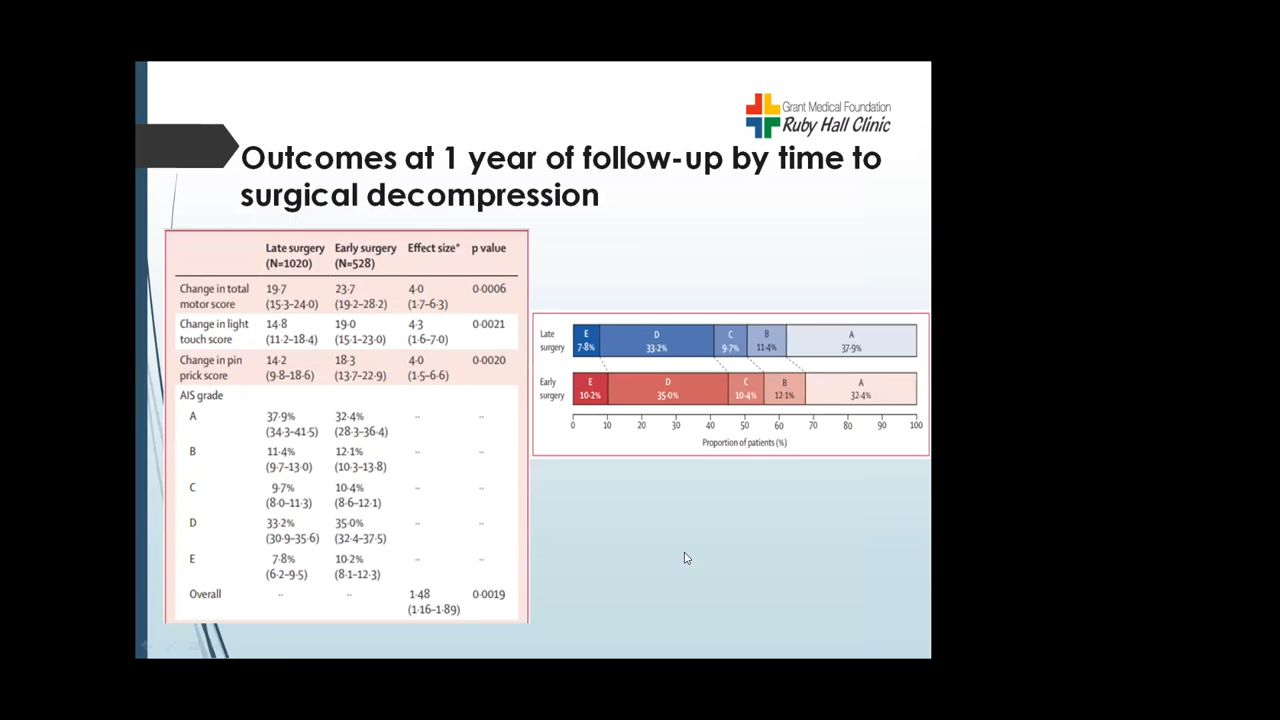 Grant Medical Foundation
Ruby Hall Clinic
Outcomes at 1 year of follow-up by time to
surgical decompression
Late surgery Early surgery Effect size* p value
(N=1020) (N=528)
Change in total 19·7 23·7 4·0 0·0006
motor score (15·3–24·0) (19·2–28·2) (1·7–6·3)
Change in light 14·8 19·0 4·3 0·0021
touch score (11·2–18·4) (15·1–23·0) (1·6–7·0)
Change in pin 14·2 18·3 4·0 0·0020
prick score (9·8–18·6) (13·7–22·9) (1·5–6·6)
AIS grade
A 37·9% 32·4% ·· ··
(34·3–41·5) (28·3–36·4)
B 11·4% 12·1% ·· ··
(9·7–13·0) (10·3–13·8)
C 9·7% 10·4% ·· ··
(8·0–11·3) (8·6–12·1)
D 33·2% 35·0% ·· ··
(30·9–35·6) (32·4–37·5)
E 7·8% 10·2% ·· ··
(6·2–9·5) (8·1–12·3)
Overall ·· ·· 1·48 0·0019
(1·16–1·89)
Late surgery
E D C B A
7·8% 33·2% 9·7% 11·4% 37·9%
Early surgery
E D C B A
10·2% 35·0% 10·4% 12·1% 32·4%
0 10 20 30 40 50 60 70 80 90 100
Proportion of patients (%)